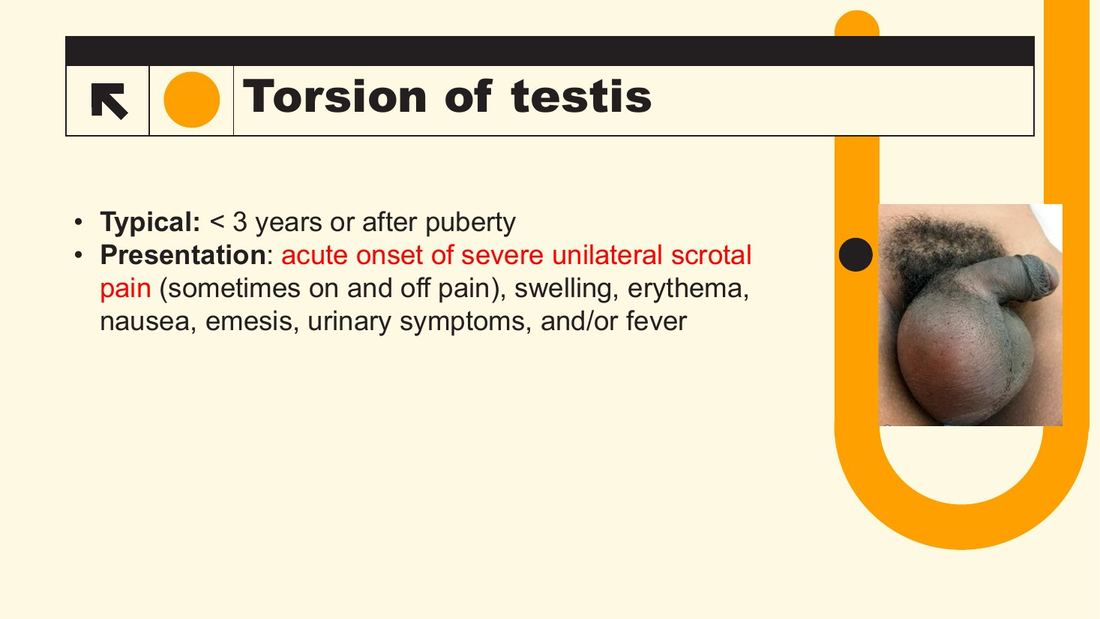 Torsion of testis
• Typical: < 3 years or after puberty
• Presentation: acute onset of severe unilateral scrotal
pain (sometimes on and off pain), swelling, erythema,
nausea, emesis, urinary symptoms, and/or fever